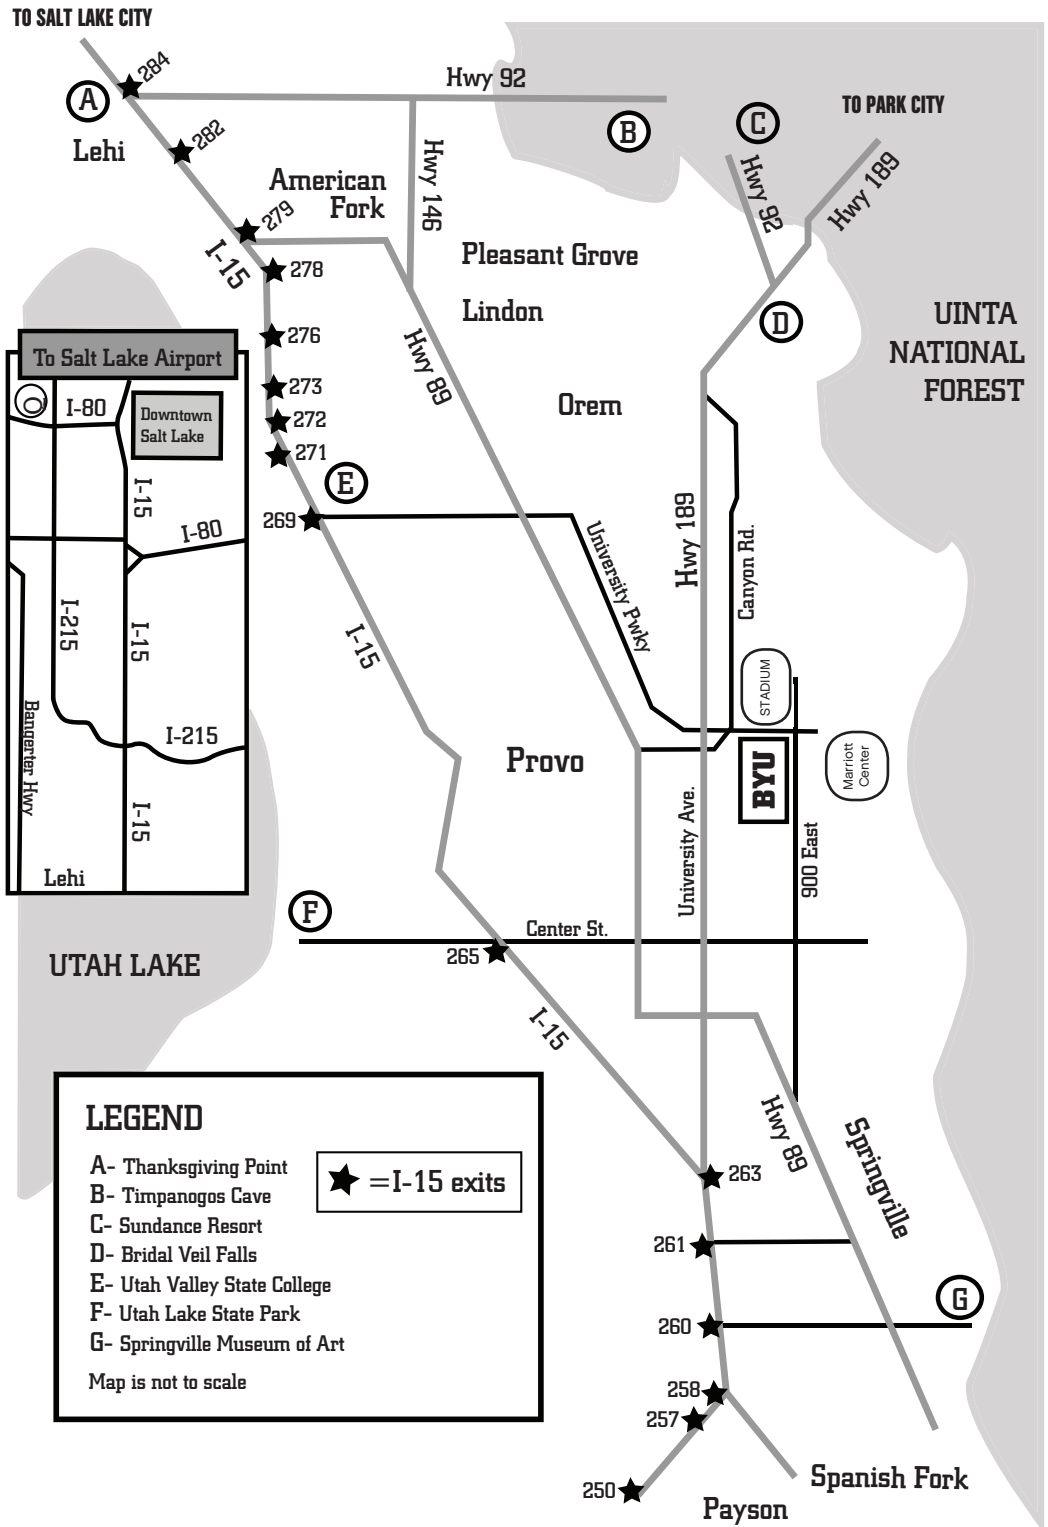 TO SALT LAKE CITY
284
Hwy 92
A
B
C
TO PARK CITY
Lehi
282
American
Fork
Hwy 146
Hwy 92
Hwy 189
279
I-15
278
Pleasant Grove
Lindon
D
UINTA
NATIONAL
FOREST
276
Hwy 89
273
272
271
Orem
E
269
To Salt Lake Airport
I-80
Downtown
Salt Lake
I-15
I-80
I-215
I-15
Bangerter Hwy
I-215
I-15
Lehi
University Pwky
Hwy 189
Canyon Rd.
I-15
STADIUM
Provo
BYU
Marriott
Center
University Ave.
900 East
F
Center St.
265
UTAH LAKE
I-15
Hwy 89
Springville
263
261
260
G
258
257
250
Spanish Fork
Payson
LEGEND
A- Thanksgiving Point
B- Timpanogos Cave
C- Sundance Resort
D- Bridal Veil Falls
E- Utah Valley State College
F- Utah Lake State Park
G- Springville Museum of Art
Map is not to scale
=I-15 exits